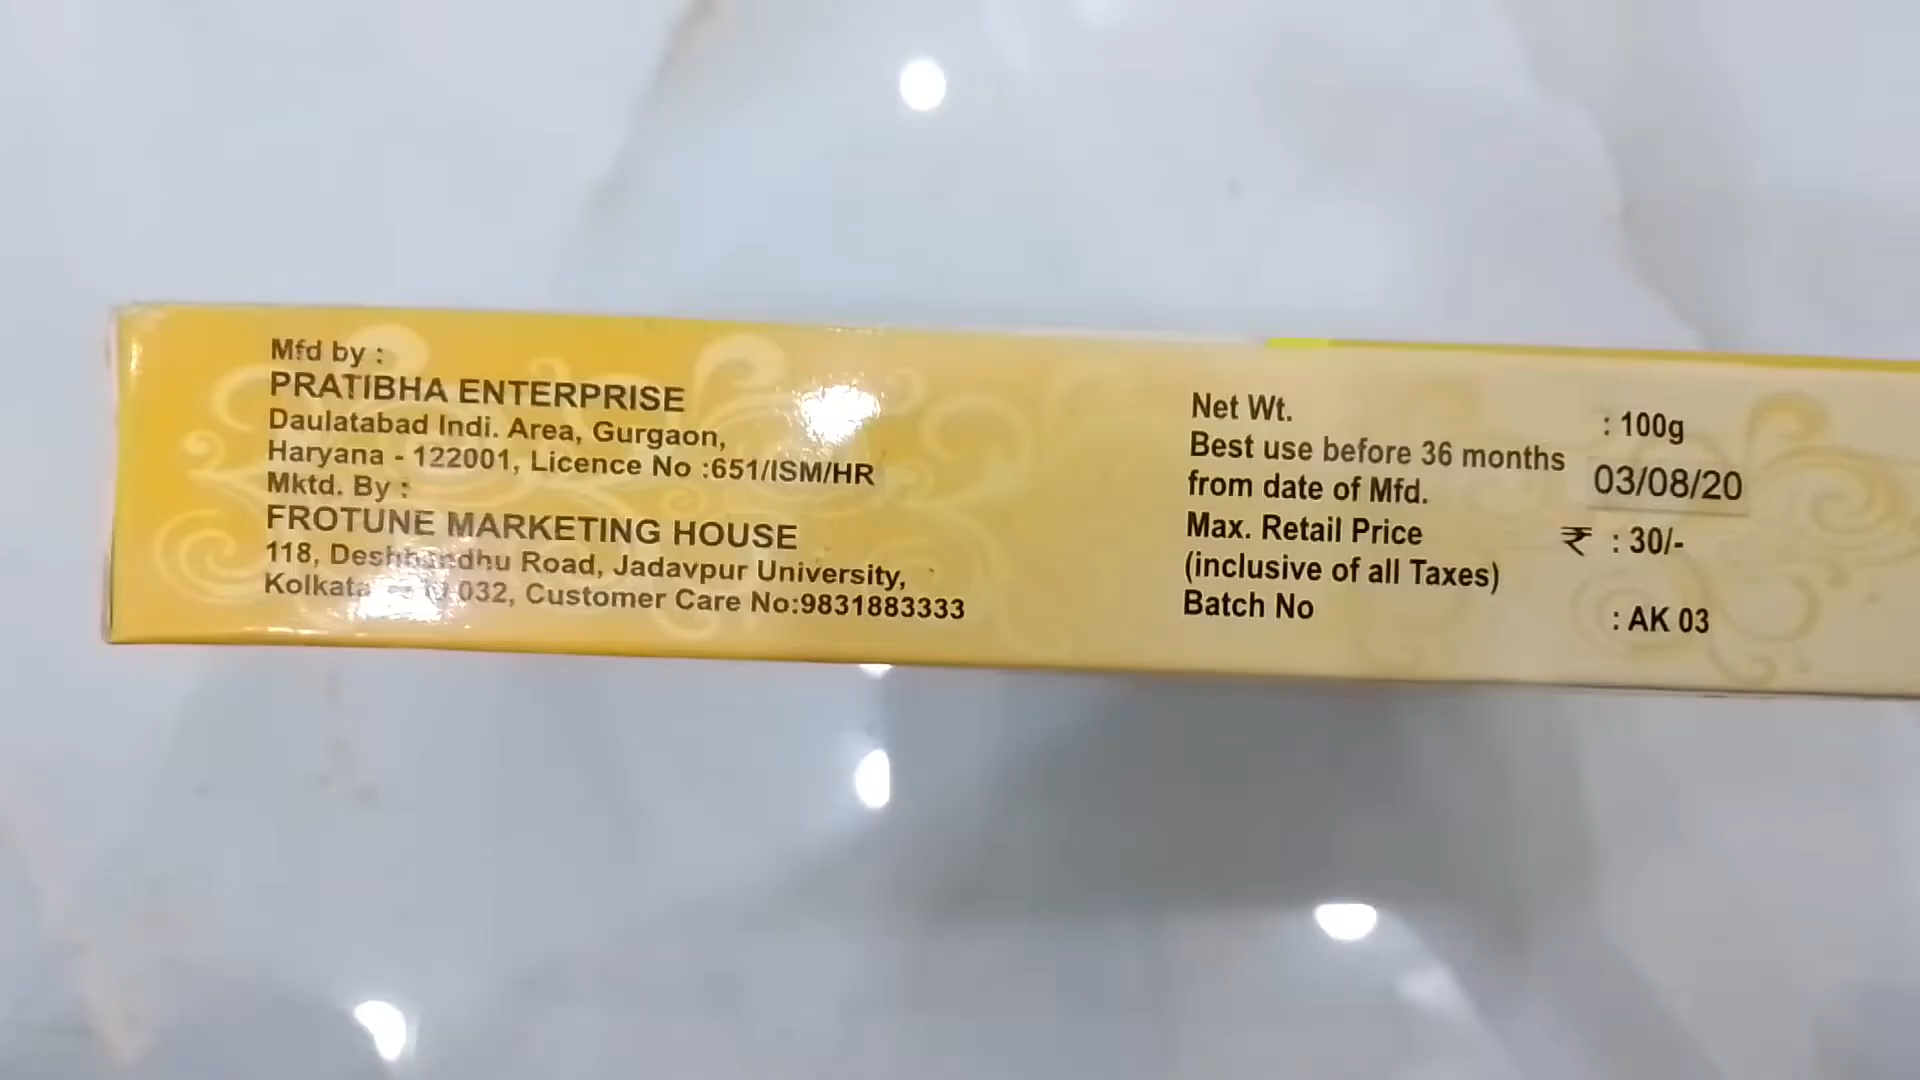 Mfd by :
PRATIBHA ENTERPRISE
Daulatabad Indi. Area, Gurgaon,
Haryana - 122001, Licence No :651/ISM/HR
Mktd. By :
FROTUNE MARKETING HOUSE
118, Deshbandhu Road, Jadavpur University,
Kolkata 032, Customer Care No:9831883333
Net Wt. : 100g
Best use before 36 months
from date of Mfd. 03/08/20
Max. Retail Price ₹ : 30/-
(inclusive of all Taxes)
Batch No : AK 03